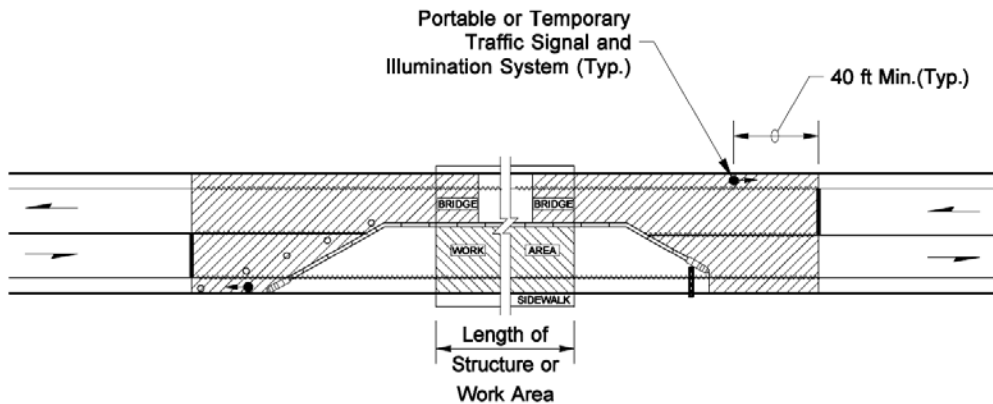 Portable or Temporary
Traffic Signal and
Illumination System (Typ.)
40 ft Min.(Typ.)
BRIDGE
BRIDGE
WORK
AREA
SIDEWALK
Length of
Structure or
Work Area